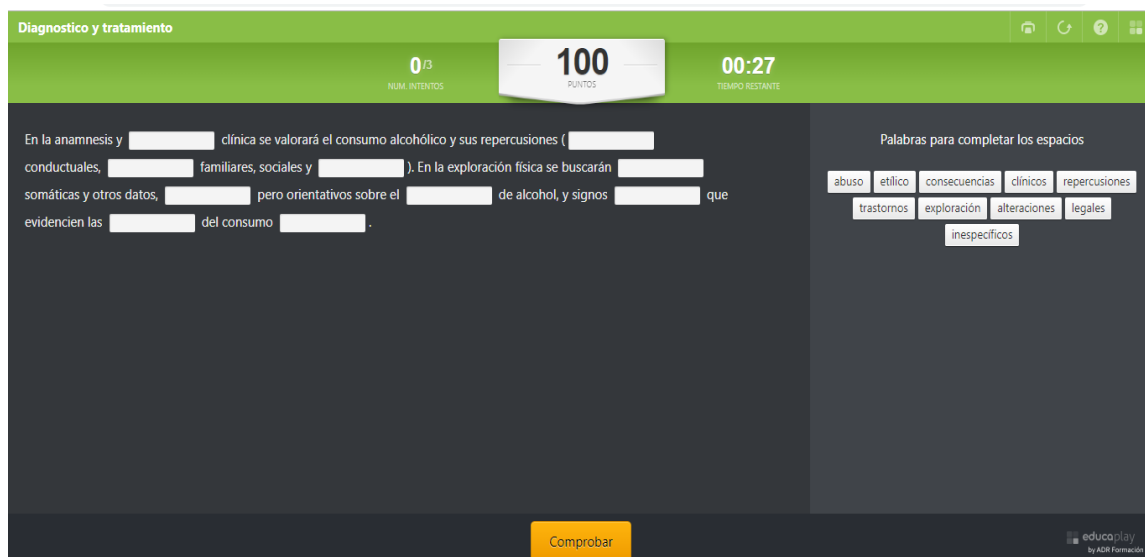 Diagnostico y tratamiento
0/3
NUM. INTENTOS
100
PUNTOS
00:27
TIEMPO RESTANTE
En la anamnesis y clínica se valorará el consumo alcohólico y sus repercusiones (
conductuales, familiares, sociales y ). En la exploración física se buscarán
somáticas y otros datos, pero orientativos sobre el de alcohol, y signos que
evidencien las del consumo .
Palabras para completar los espacios
abuso etílico consecuencias clínicos repercusiones
trastornos exploración alteraciones legales
inespecíficos
Comprobar
educaplay
by ADR Formación